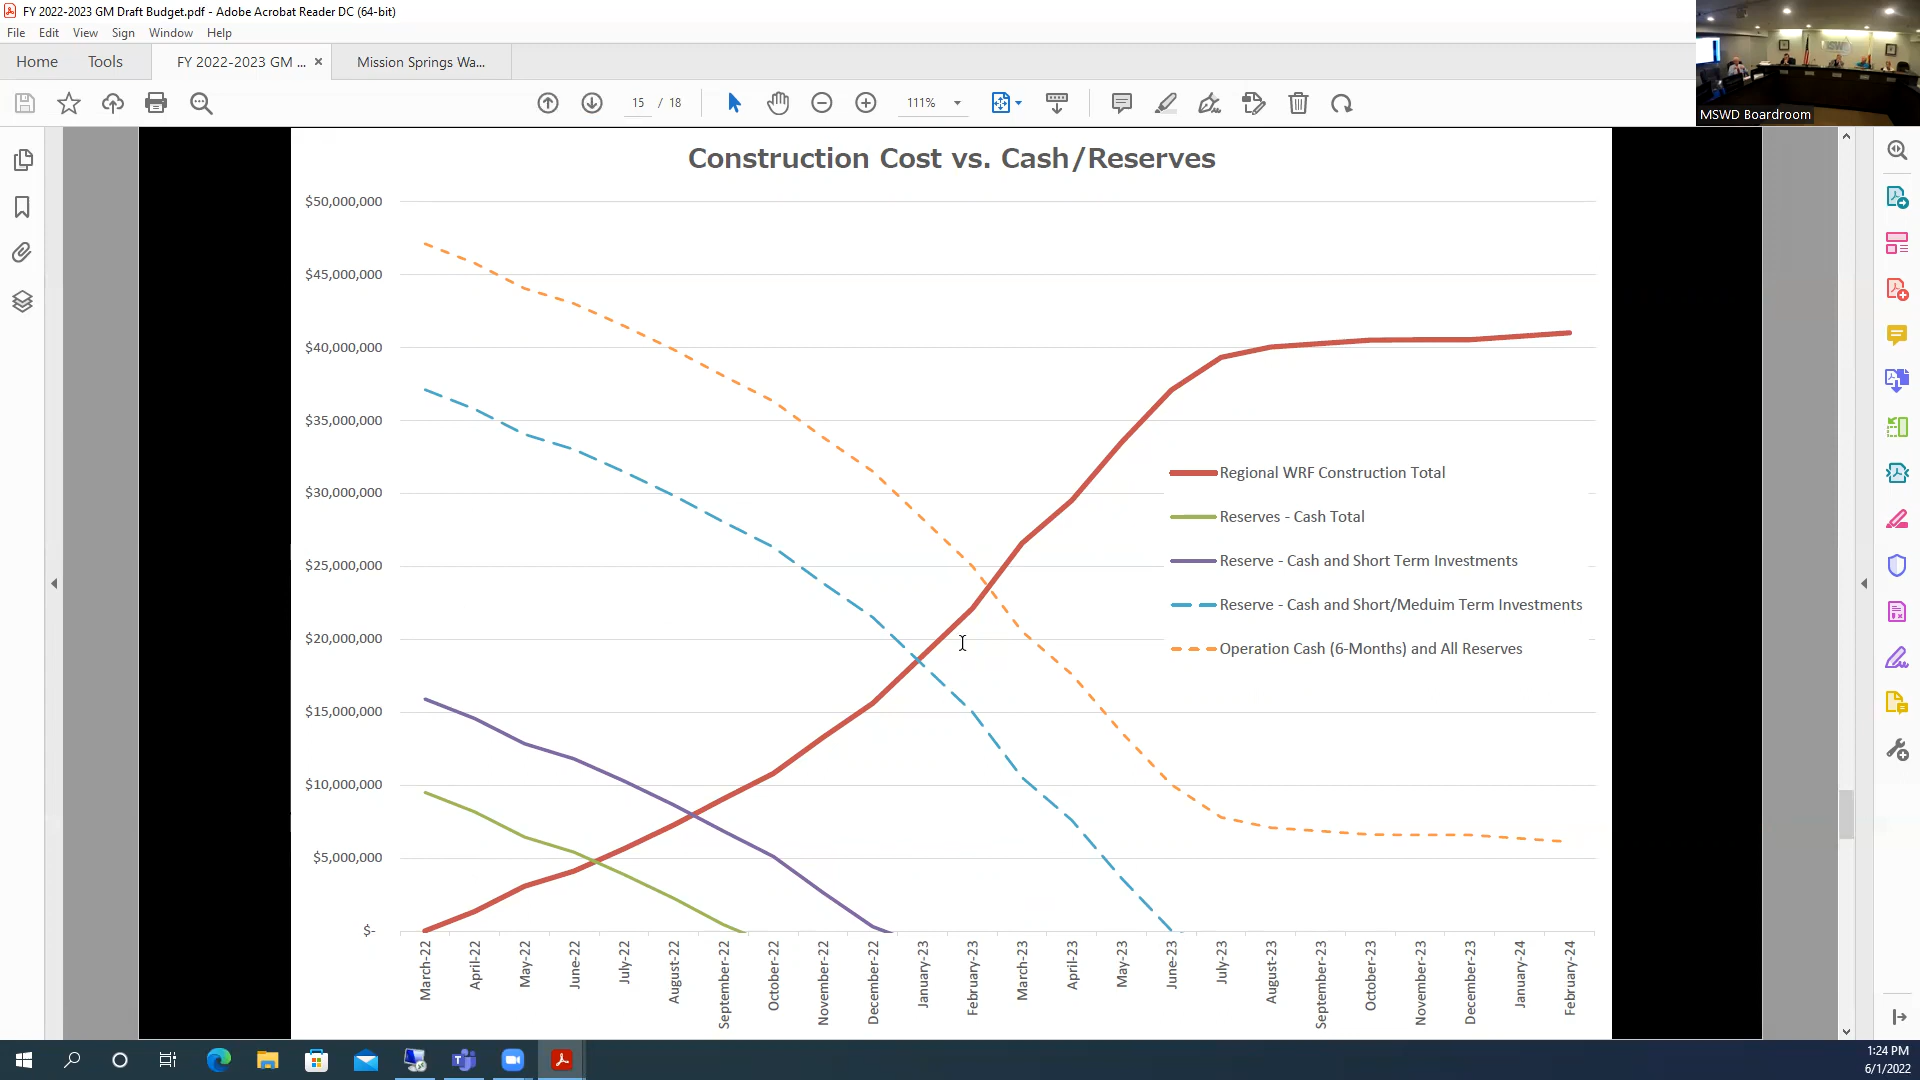 FY 2022-2023 GM Draft Budget.pdf - Adobe Acrobat Reader DC (64-bit)
File Edit View Sign Window Help
Home Tools FY 2022-2023 GM ... × Mission Springs Wa...
15 / 18 111%
MSWD Boardroom
Construction Cost vs. Cash/Reserves
$50,000,000
$45,000,000
$40,000,000
$35,000,000
$30,000,000
$25,000,000
$20,000,000
$15,000,000
$10,000,000
$5,000,000
$-
Regional WRF Construction Total
Reserves - Cash Total
Reserve - Cash and Short Term Investments
Reserve - Cash and Short/Meduim Term Investments
Operation Cash (6-Months) and All Reserves
March-22
April-22
May-22
June-22
July-22
August-22
September-22
October-22
November-22
December-22
January-23
February-23
March-23
April-23
May-23
June-23
July-23
August-23
September-23
October-23
November-23
December-23
January-24
February-24
1:24 PM
6/1/2022